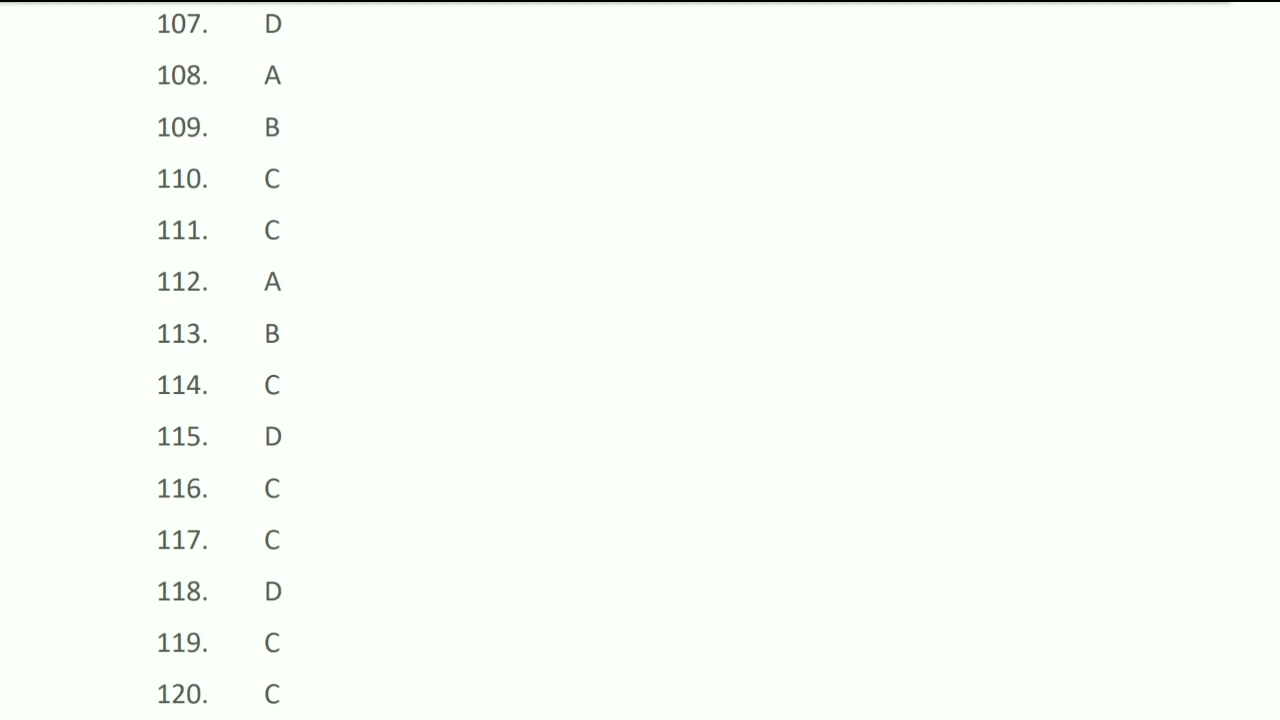 107. D
108. A
109. B
110. C
111. C
112. A
113. B
114. C
115. D
116. C
117. C
118. D
119. C
120. C